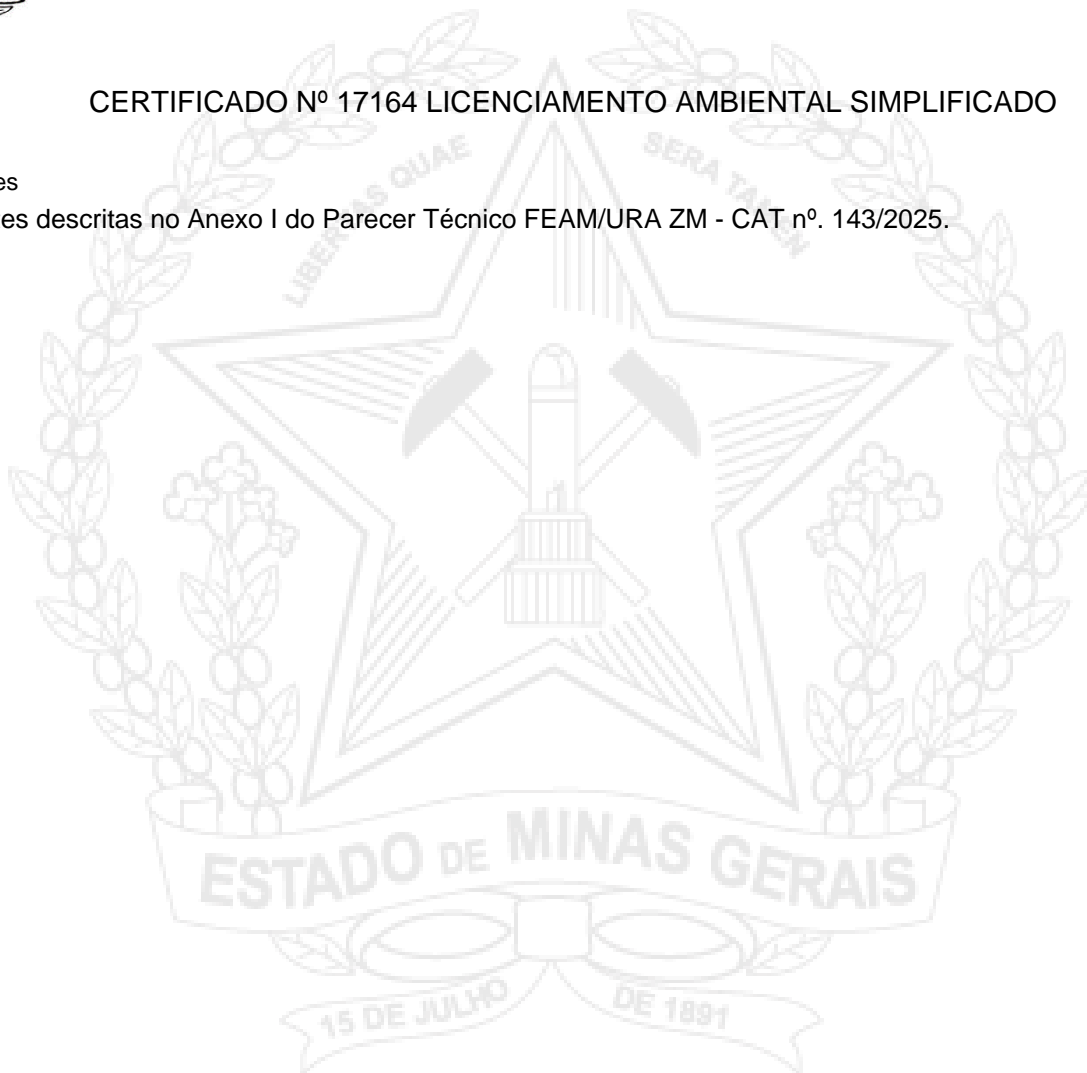 CERTIFICADO Nº 17164 LICENCIAMENTO AMBIENTAL SIMPLIFICADO
es
es descritas no Anexo I do Parecer Técnico FEAM/URA ZM - CAT nº. 143/2025.
LIBERTAS QUAE SERA TAMEN
ESTADO DE MINAS GERAIS
15 DE JULHO DE 1891